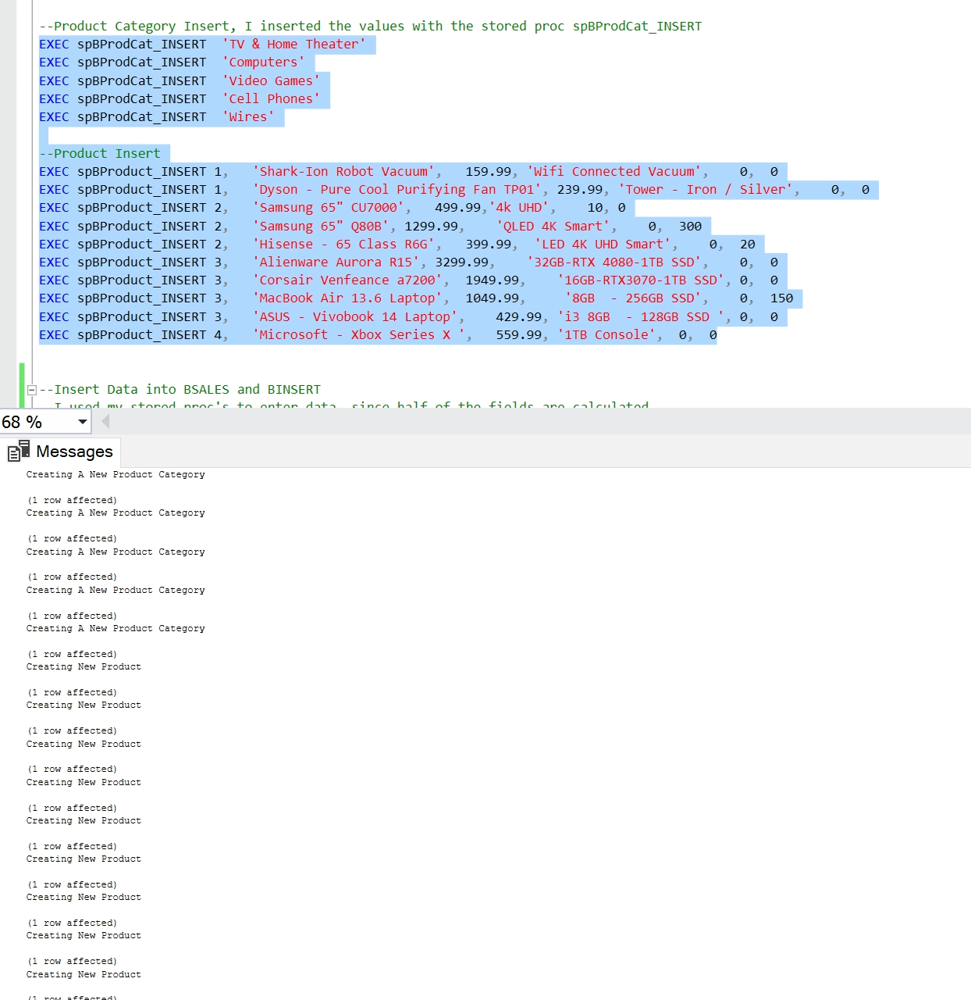 --Product Category Insert, I inserted the values with the stored proc spBProdCat_INSERT
EXEC spBProdCat_INSERT  'TV & Home Theater'
EXEC spBProdCat_INSERT  'Computers'
EXEC spBProdCat_INSERT  'Video Games'
EXEC spBProdCat_INSERT  'Cell Phones'
EXEC spBProdCat_INSERT  'Wires'
--Product Insert
EXEC spBProduct_INSERT 1,   'Shark-Ion Robot Vacuum',   159.99, 'Wifi Connected Vacuum',    0,  0
EXEC spBProduct_INSERT 1,   'Dyson - Pure Cool Purifying Fan TP01', 239.99, 'Tower - Iron / Silver',    0,  0
EXEC spBProduct_INSERT 2,   'Samsung 65" CU7000',   499.99,'4k UHD',    10, 0
EXEC spBProduct_INSERT 2,   'Samsung 65" Q80B', 1299.99,    'QLED 4K Smart',    0,  300
EXEC spBProduct_INSERT 2,   'Hisense - 65 Class R6G',    399.99,  'LED 4K UHD Smart',    0,  20
EXEC spBProduct_INSERT 3,   'Alienware Aurora R15', 3299.99,    '32GB-RTX 4080-1TB SSD',    0,  0
EXEC spBProduct_INSERT 3,   'Corsair Venfeance a7200',  1949.99,    '16GB-RTX3070-1TB SSD', 0,  0
EXEC spBProduct_INSERT 3,   'MacBook Air 13.6 Laptop',  1049.99,     '8GB  - 256GB SSD',    0,  150
EXEC spBProduct_INSERT 3,   'ASUS - Vivobook 14 Laptop',    429.99, 'i3 8GB  - 128GB SSD ', 0,  0
EXEC spBProduct_INSERT 4,   'Microsoft - Xbox Series X ',   559.99, '1TB Console',  0,  0
--Insert Data into BSALES and BINSERT
I used my stored proc's to enter data, since half of the fields are calculated
68 %
Messages
Creating A New Product Category
(1 row affected)
Creating A New Product Category
(1 row affected)
Creating A New Product Category
(1 row affected)
Creating A New Product Category
(1 row affected)
Creating A New Product Category
(1 row affected)
Creating New Product
(1 row affected)
Creating New Product
(1 row affected)
Creating New Product
(1 row affected)
Creating New Product
(1 row affected)
Creating New Product
(1 row affected)
Creating New Product
(1 row affected)
Creating New Product
(1 row affected)
Creating New Product
(1 row affected)
Creating New Product
(1 row affected)